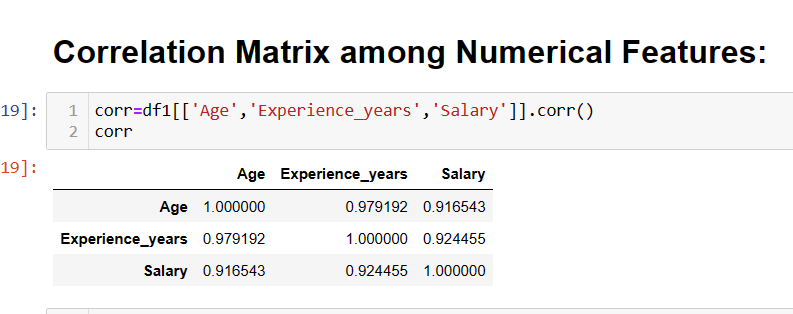 Correlation Matrix among Numerical Features:
19]: 1 corr=df1[['Age','Experience_years','Salary']].corr()
2 corr
19]:
Age Experience_years Salary
Age 1.000000 0.979192 0.916543
Experience_years 0.979192 1.000000 0.924455
Salary 0.916543 0.924455 1.000000